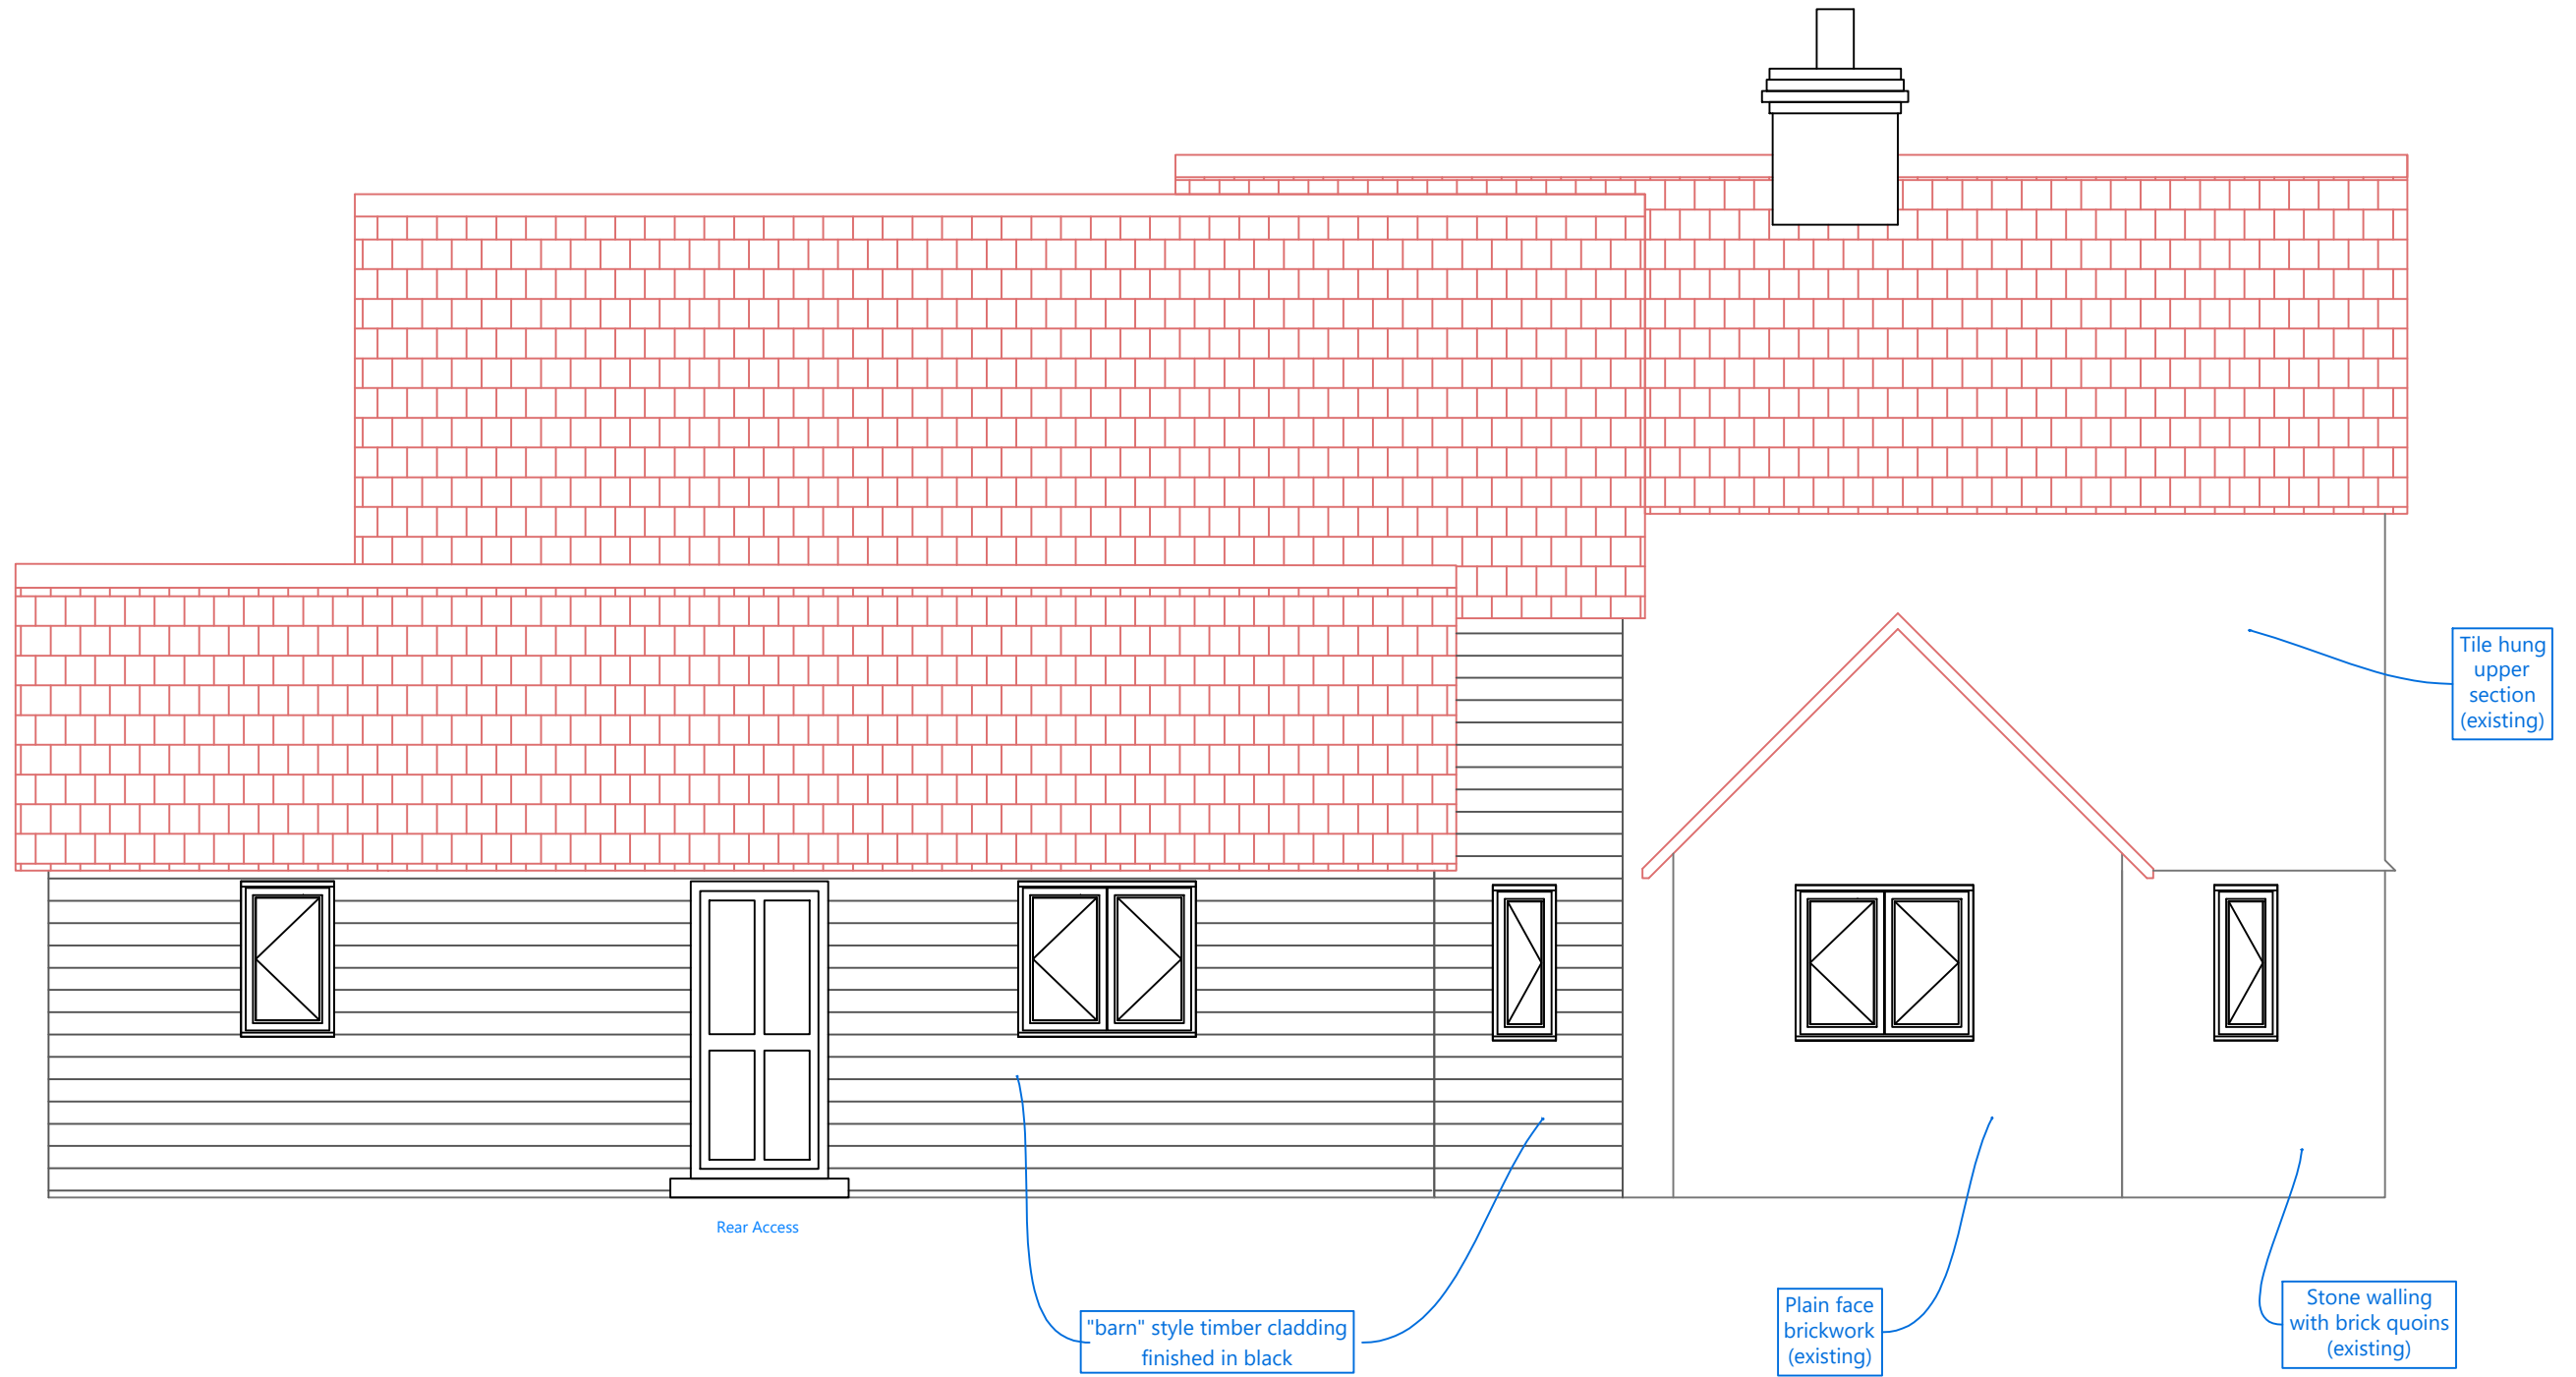 Tile hung
upper
section
(existing)
Rear Access
"barn" style timber cladding
finished in black
Plain face
brickwork
(existing)
Stone walling
with brick quoins
(existing)